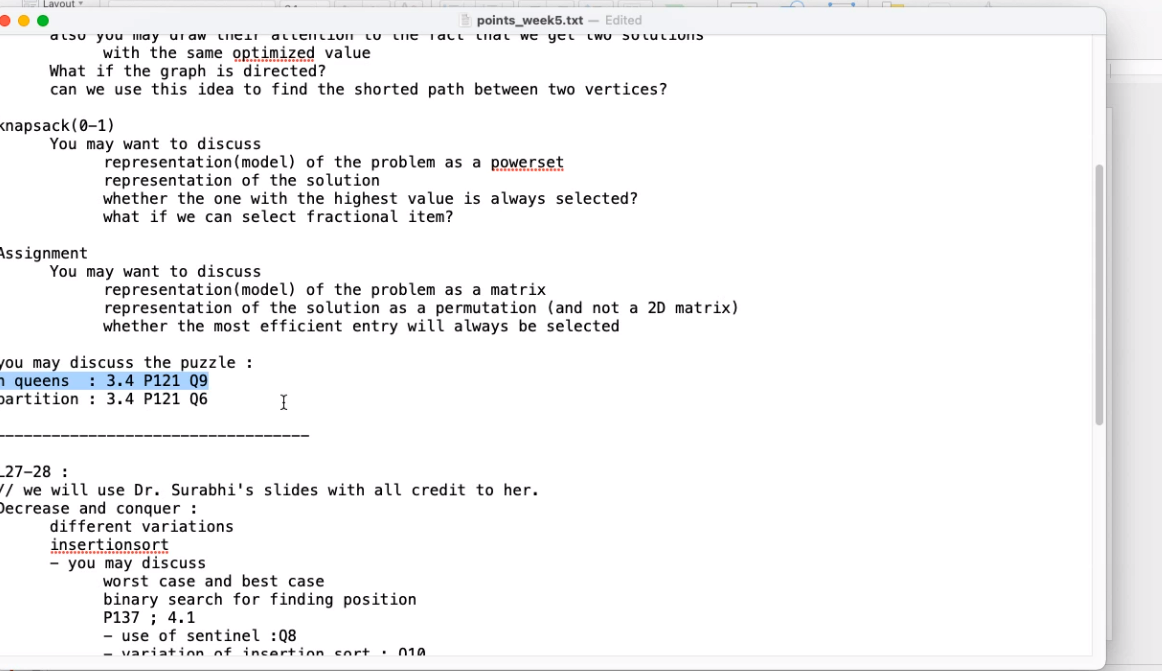 Layout
points_week5.txt — Edited
also you may draw their attention to the fact that we get two solutions
with the same optimized value
What if the graph is directed?
can we use this idea to find the shorted path between two vertices?
knapsack(0-1)
You may want to discuss
representation(model) of the problem as a powerset
representation of the solution
whether the one with the highest value is always selected?
what if we can select fractional item?
Assignment
You may want to discuss
representation(model) of the problem as a matrix
representation of the solution as a permutation (and not a 2D matrix)
whether the most efficient entry will always be selected
you may discuss the puzzle :
n queens : 3.4 P121 Q9
partition : 3.4 P121 Q6
----------------------------------
L27-28 :
// we will use Dr. Surabhi's slides with all credit to her.
Decrease and conquer :
different variations
insertionsort
- you may discuss
worst case and best case
binary search for finding position
P137 ; 4.1
- use of sentinel :Q8
- variation of insertion sort : Q10